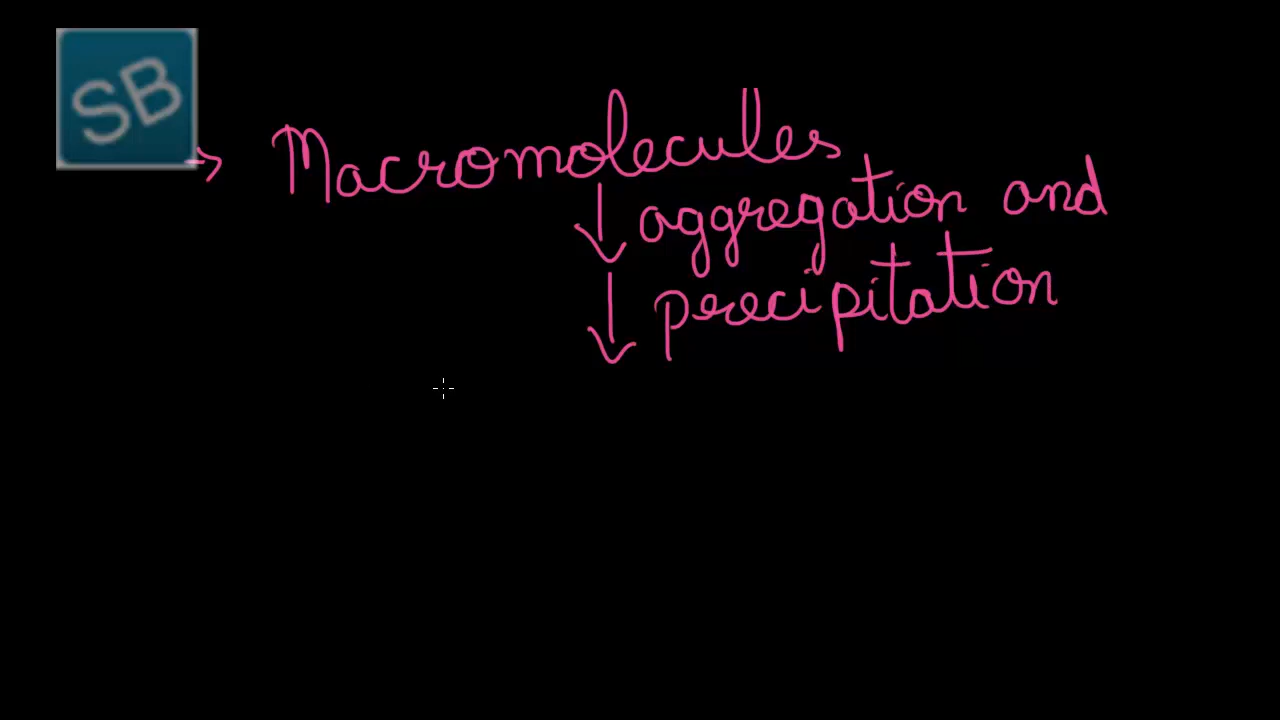 SB
→ Macromolecules
↓ aggregation and
↓ precipitation